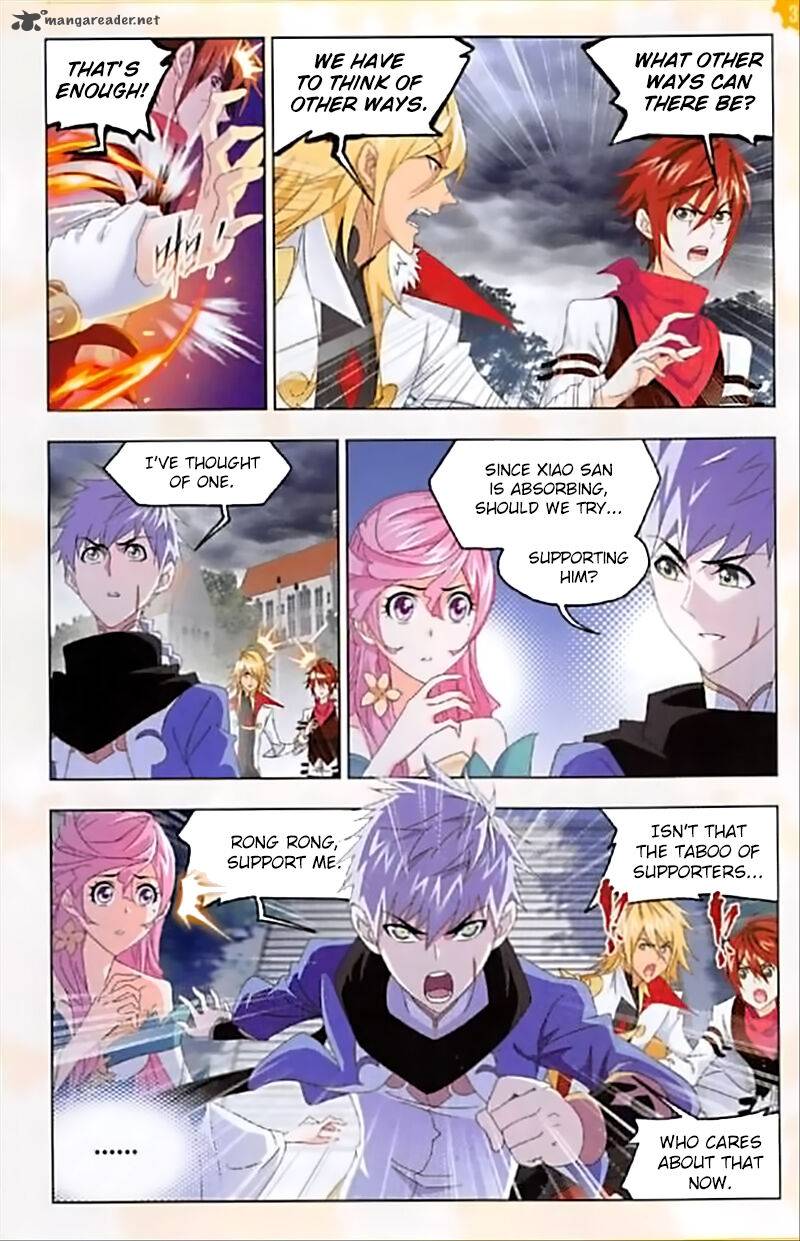 mangareader.net
3
THAT'S
ENOUGH!
WE HAVE
TO THINK OF
OTHER WAYS.
WHAT OTHER
WAYS CAN
THERE BE?
I'VE THOUGHT
OF ONE.
SINCE XIAO SAN
IS ABSORBING,
SHOULD WE TRY...
SUPPORTING
HIM?
RONG RONG,
SUPPORT ME.
ISN'T THAT
THE TABOO OF
SUPPORTERS...
......
WHO CARES
ABOUT THAT
NOW.